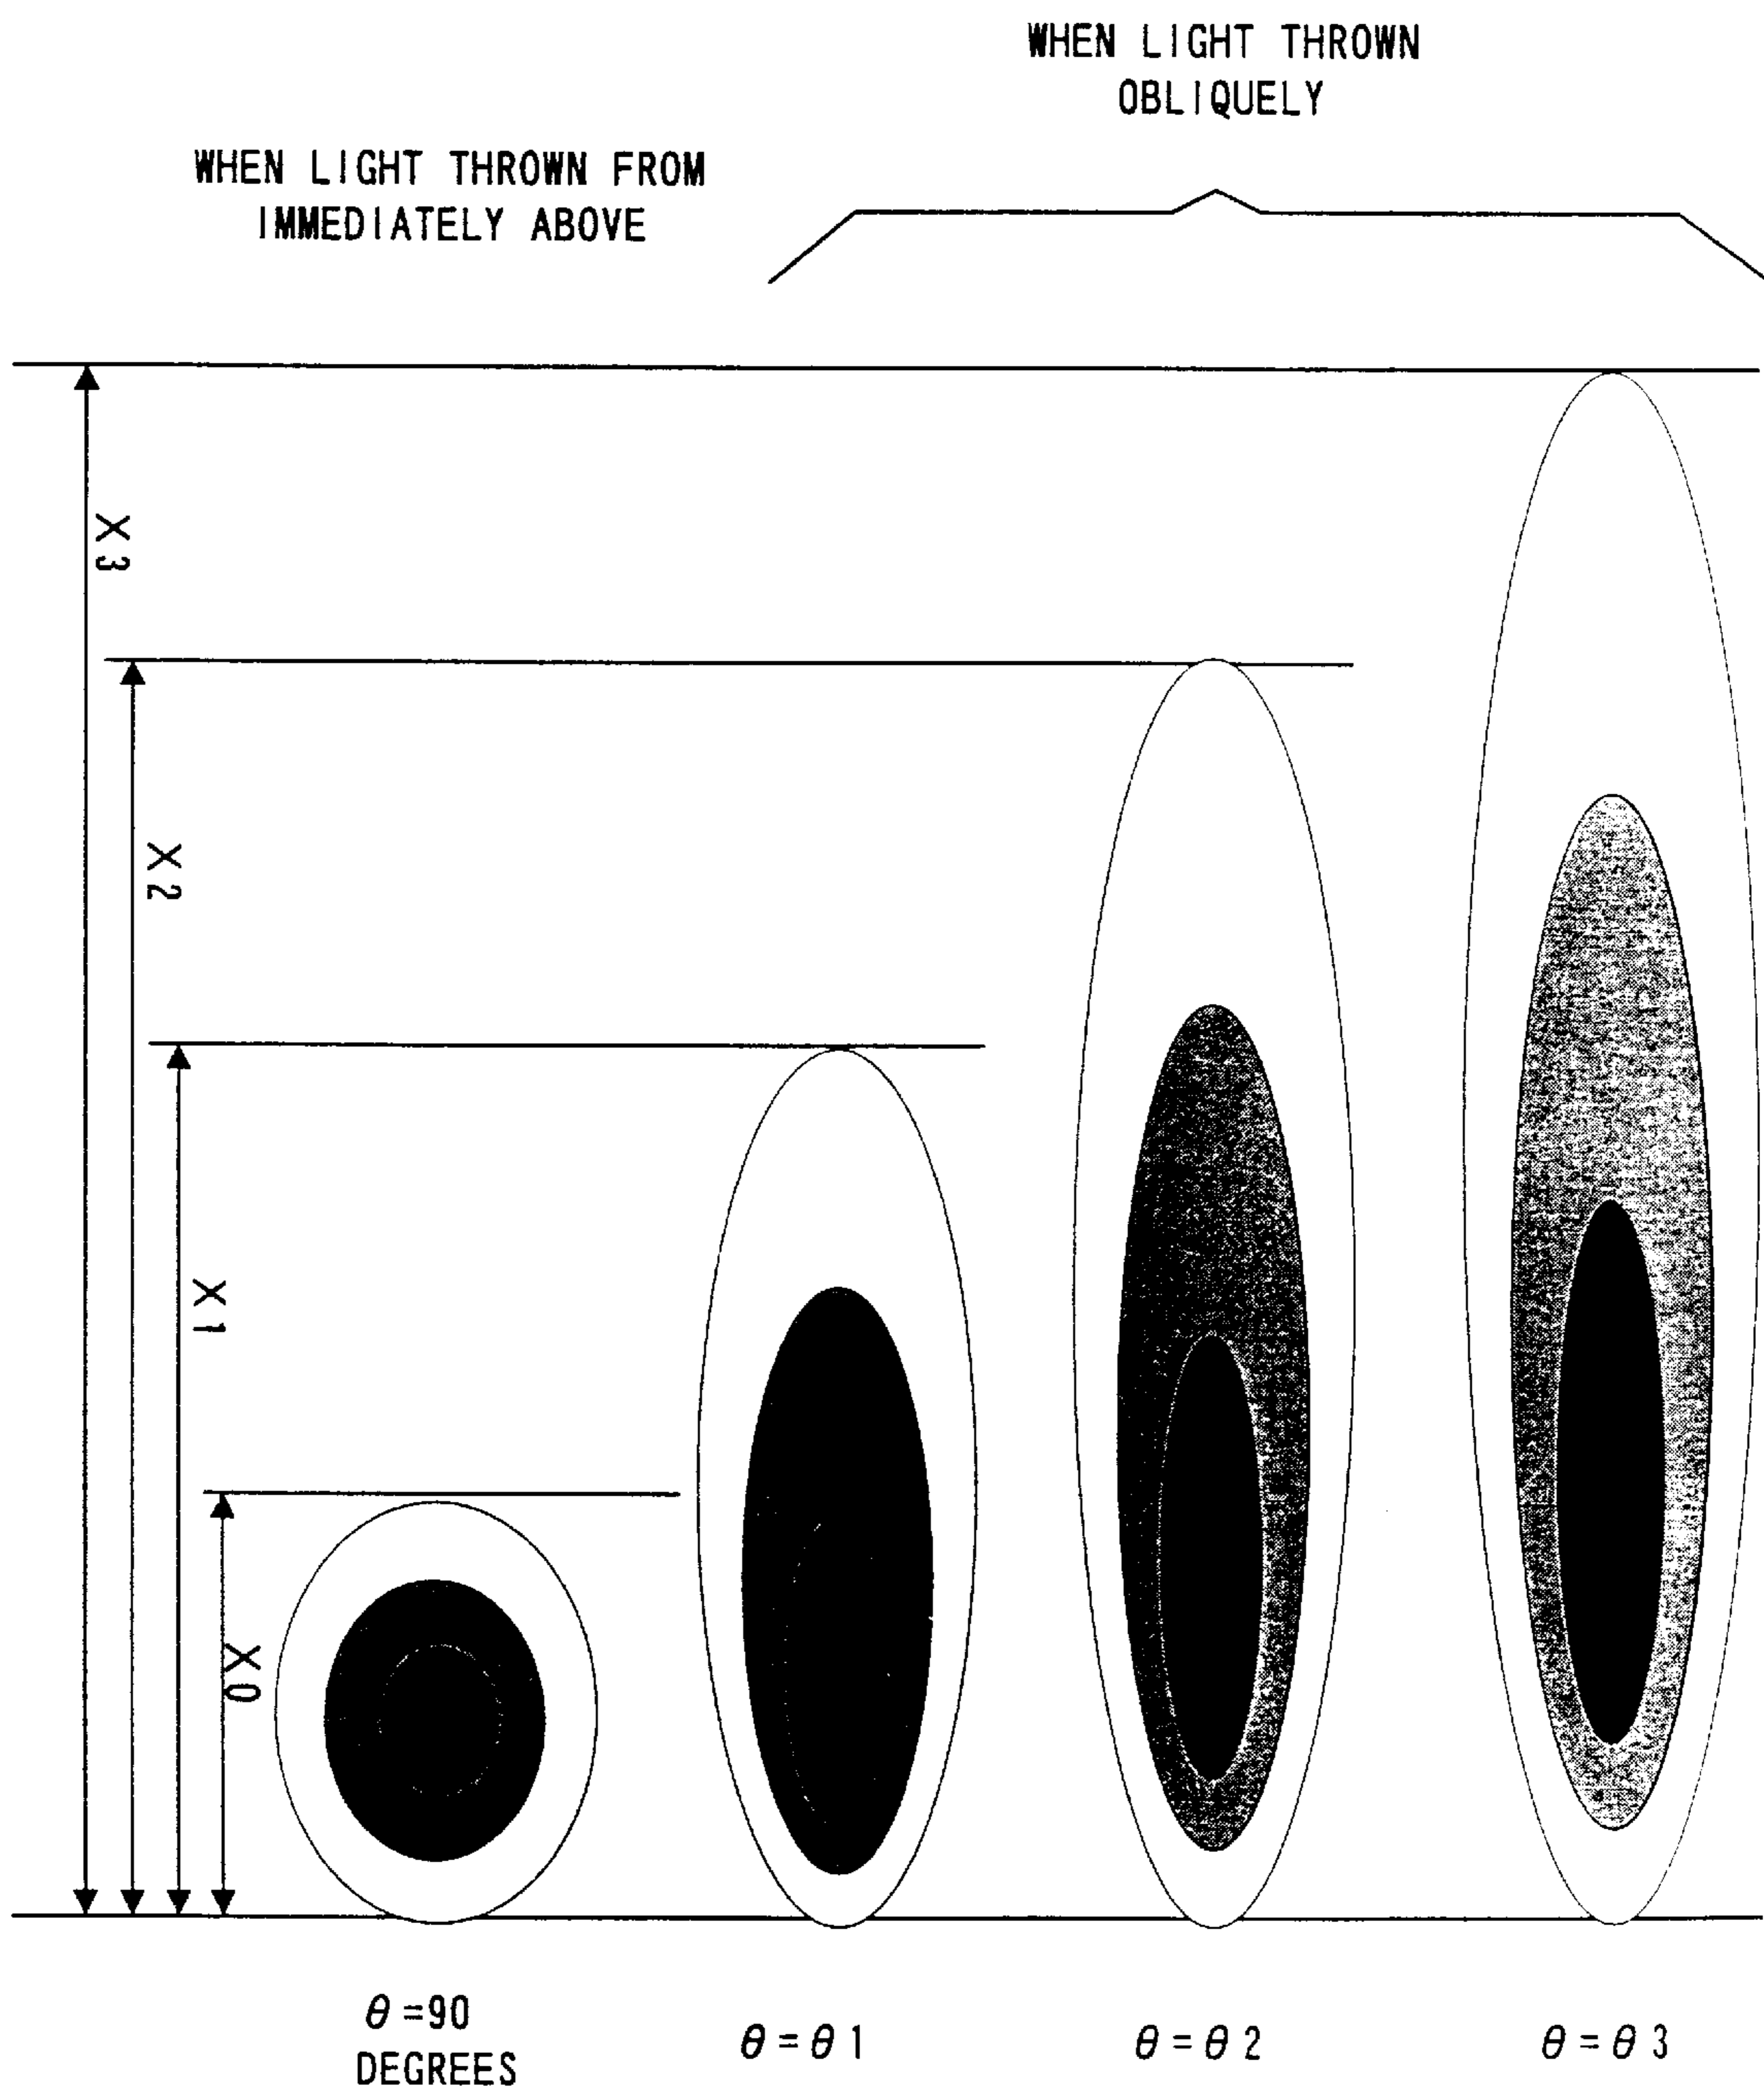 WHEN LIGHT THROWN
OBLIQUELY
WHEN LIGHT THROWN FROM
IMMEDIATELY ABOVE
X3
X2
X1
X0
θ=90
DEGREES
θ=θ1
θ=θ2
θ=θ3